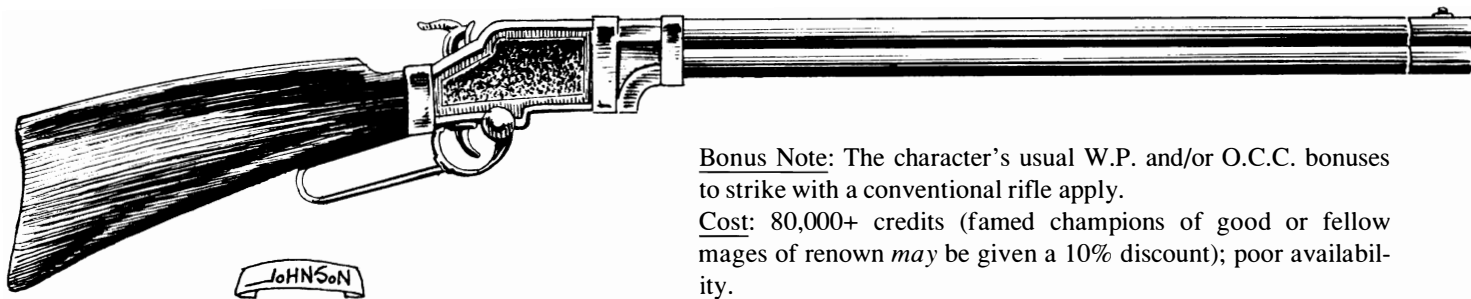 Bonus Note: The character's usual W.P. and/or O.C.C. bonuses
to strike with a conventional rifle apply.
Cost: 80,000+ credits (famed champions of good or fellow
mages of renown may be given a 10% discount); poor availabil-
ity.
JOHNSON